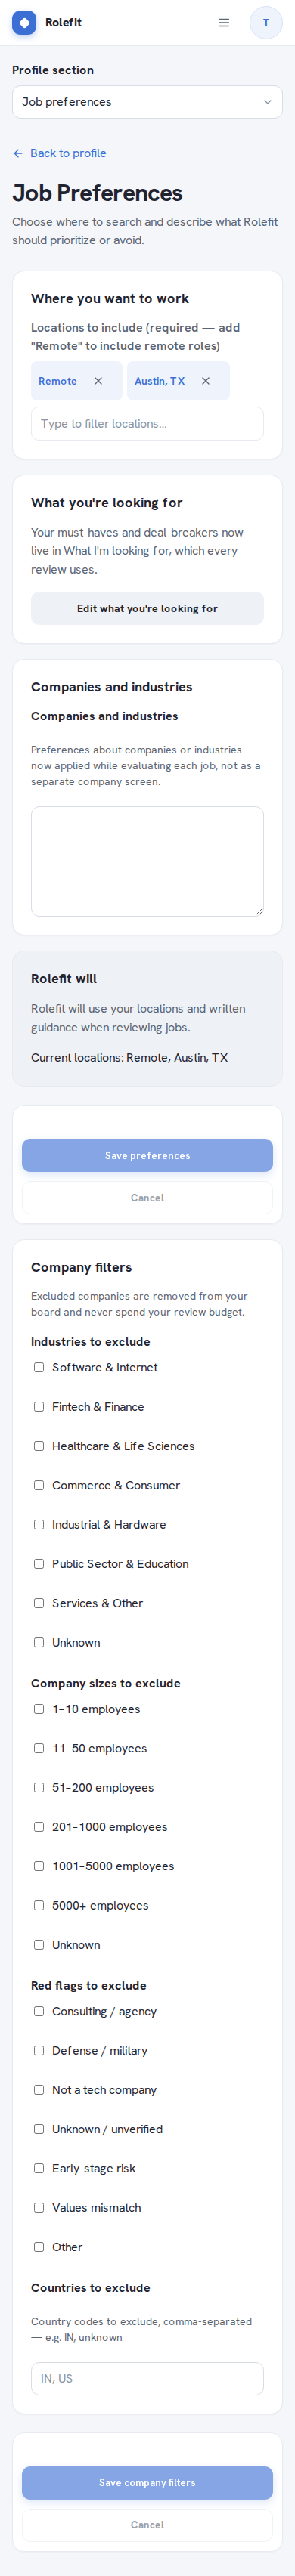 Rolefit
T
Profile section
Job preferences
Back to profile
Job Preferences
Choose where to search and describe what Rolefit
should prioritize or avoid.
Where you want to work
Locations to include (required — add
"Remote" to include remote roles)
Remote
Austin, TX
Type to filter locations...
What you're looking for
Your must-haves and deal-breakers now
live in What I'm looking for, which every
review uses.
Edit what you're looking for
Companies and industries
Companies and industries
Preferences about companies or industries —
now applied while evaluating each job, not as a
separate company screen.
Rolefit will
Rolefit will use your locations and written
guidance when reviewing jobs.
Current locations: Remote, Austin, TX
Save preferences
Cancel
Company filters
Excluded companies are removed from your
board and never spend your review budget.
Industries to exclude
Software & Internet
Fintech & Finance
Healthcare & Life Sciences
Commerce & Consumer
Industrial & Hardware
Public Sector & Education
Services & Other
Unknown
Company sizes to exclude
1–10 employees
11–50 employees
51–200 employees
201–1000 employees
1001–5000 employees
5000+ employees
Unknown
Red flags to exclude
Consulting / agency
Defense / military
Not a tech company
Unknown / unverified
Early-stage risk
Values mismatch
Other
Countries to exclude
Country codes to exclude, comma-separated
— e.g. IN, unknown
IN, US
Save company filters
Cancel